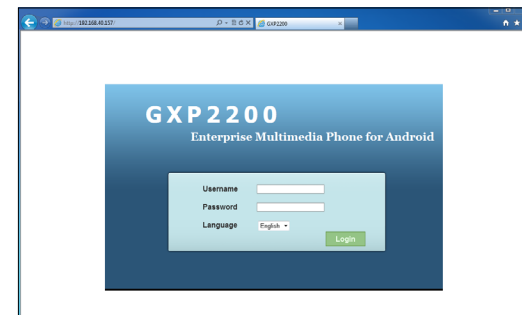 http://192.168.40.157/
GXP2200
GXP2200
Enterprise Multimedia Phone for Android
Username
Password
Language English
Login